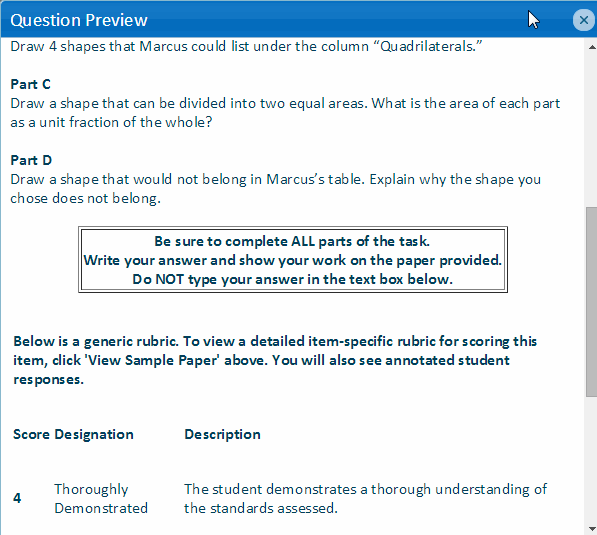 Question Preview
Draw 4 shapes that Marcus could list under the column “Quadrilaterals.”
Part C
Draw a shape that can be divided into two equal areas. What is the area of each part
as a unit fraction of the whole?
Part D
Draw a shape that would not belong in Marcus’s table. Explain why the shape you
chose does not belong.
Be sure to complete ALL parts of the task.
Write your answer and show your work on the paper provided.
Do NOT type your answer in the text box below.
Below is a generic rubric. To view a detailed item-specific rubric for scoring this
item, click 'View Sample Paper' above. You will also see annotated student
responses.
Score Designation Description
4 Thoroughly Demonstrated The student demonstrates a thorough understanding of
the standards assessed.